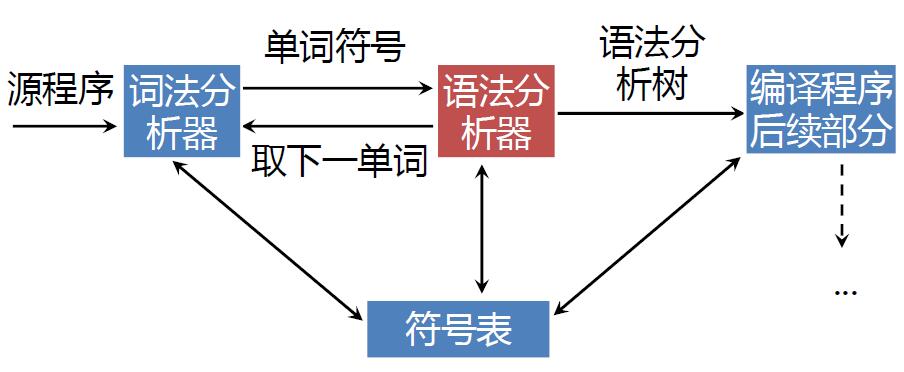 源程序
词法分
析器
单词符号
取下一单词
语法分
析器
语法分
析树
编译程序
后续部分
...
符号表